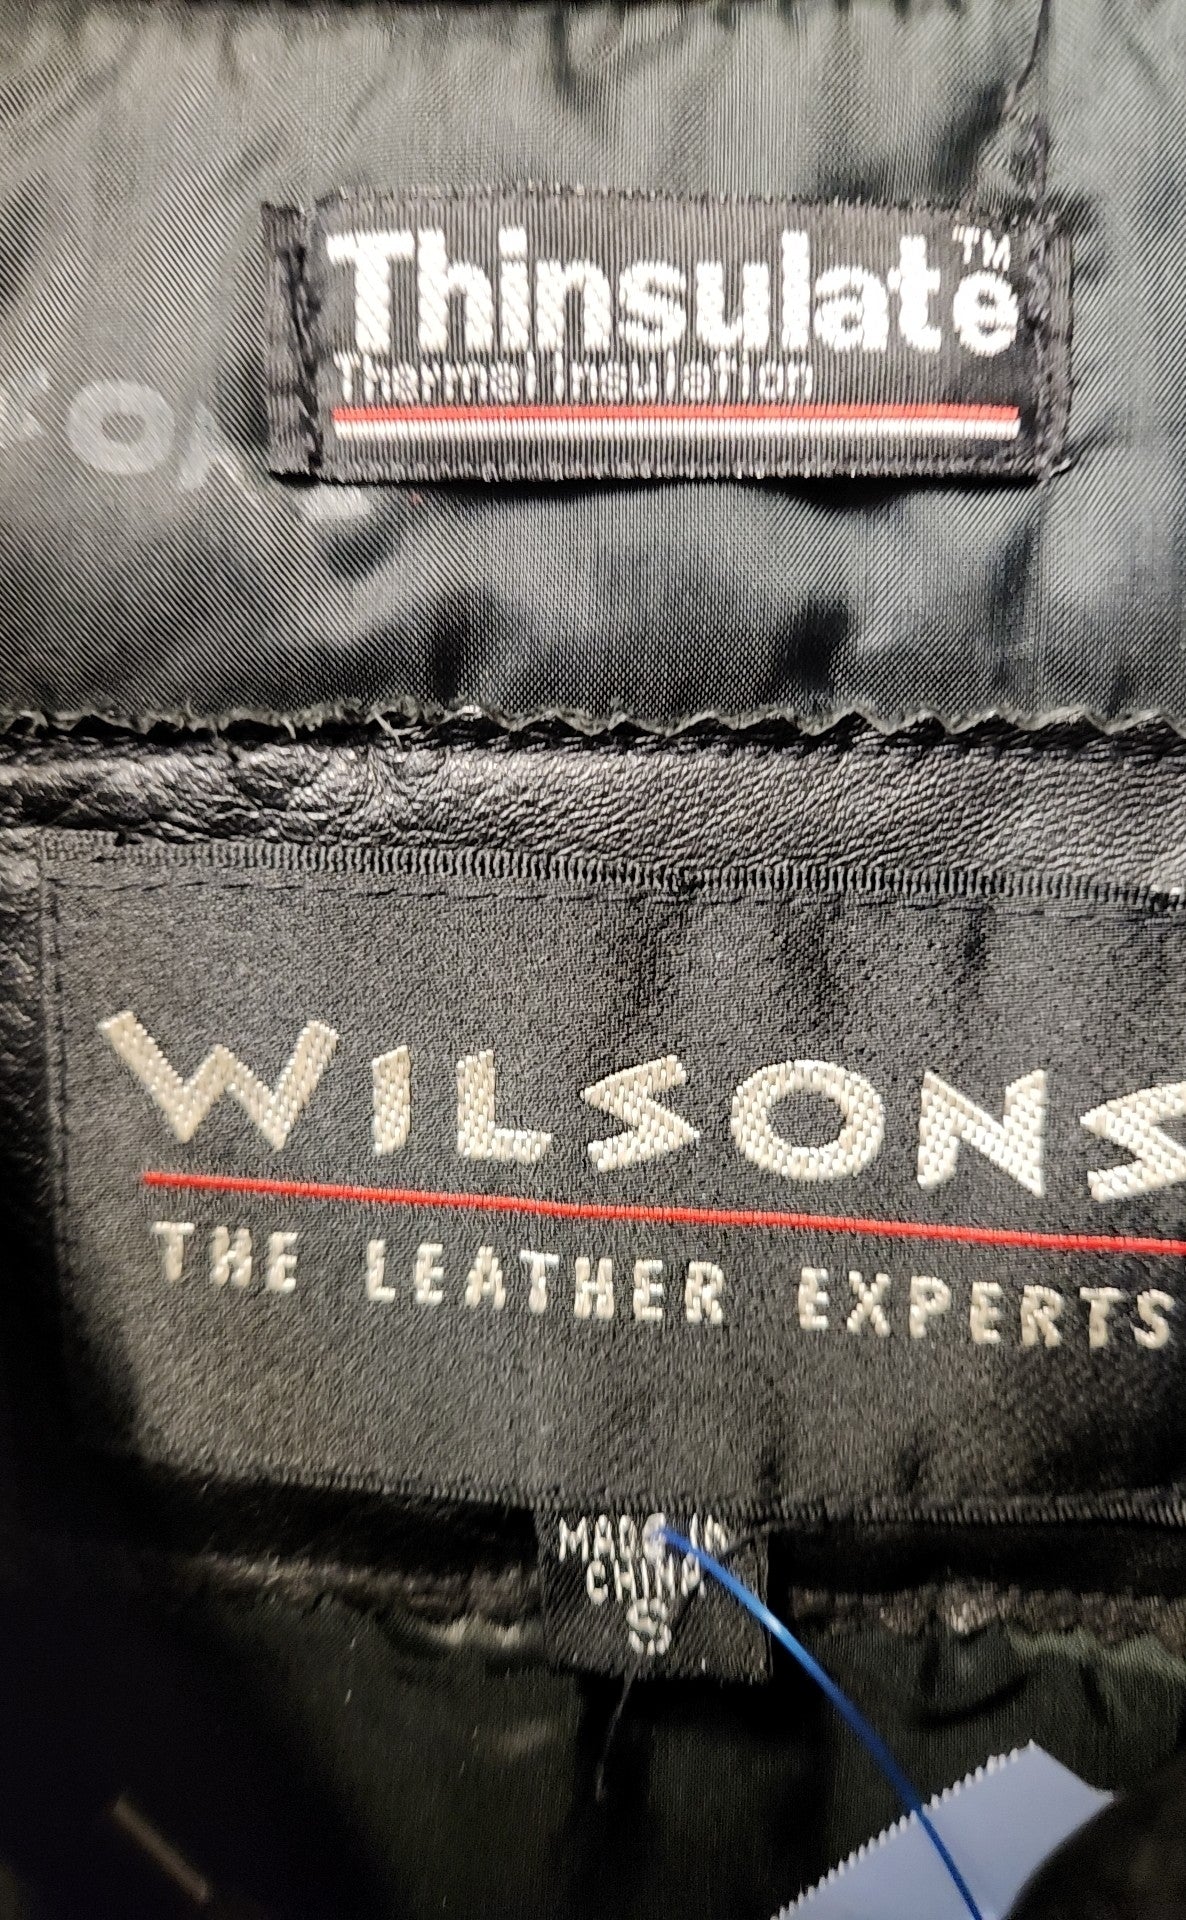 Thinsulate™
Thermal Insulation
WILSONS
THE LEATHER EXPERTS
MADE IN
CHINA
S